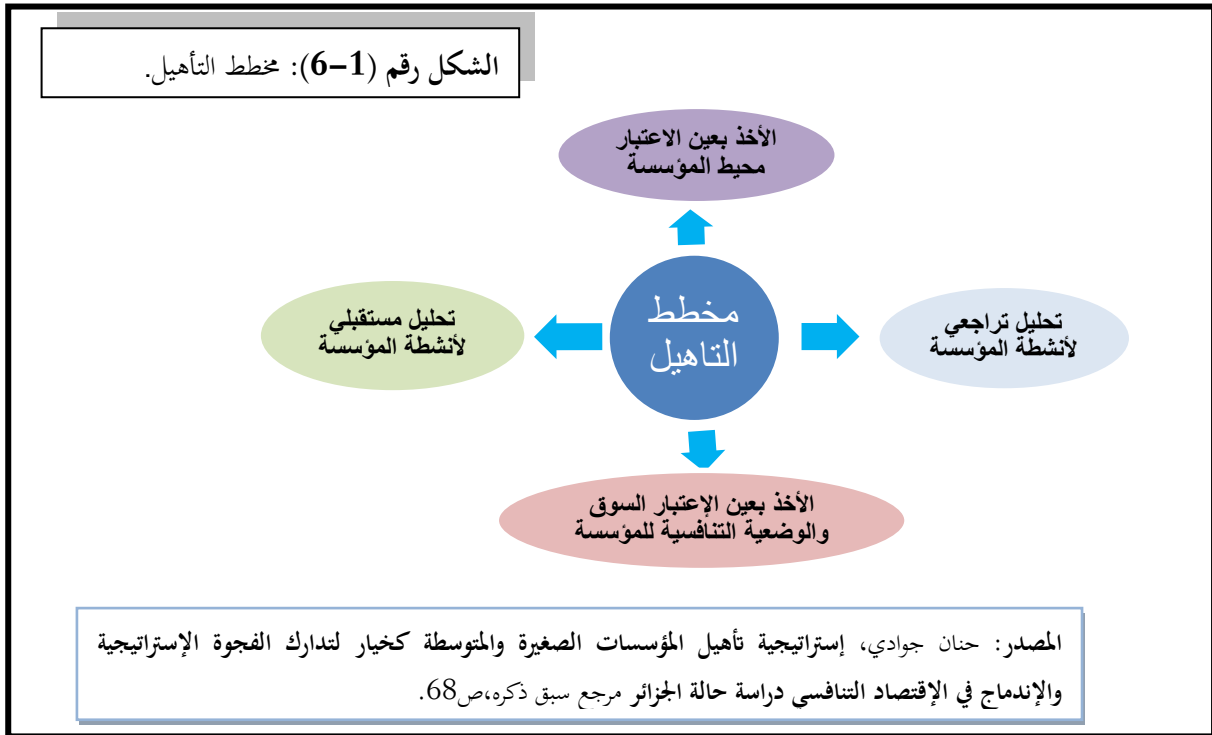 الشكل رقم (1-6): مخطط التأهيل.
الأخذ بعين الاعتبار
محيط المؤسسة
تحليل تراجعي
لأنشطة المؤسسة
مخطط
التاهيل
تحليل مستقبلي
لأنشطة المؤسسة
الأخذ بعين الإعتبار السوق
والوضعية التنافسية للمؤسسة
المصدر: حنان جوادي، إستراتيجية تأهيل المؤسسات الصغيرة والمتوسطة كخيار لتدارك الفجوة الإستراتيجية
والإندماج في الإقتصاد التنافسي دراسة حالة الجزائر مرجع سبق ذكره،ص68.